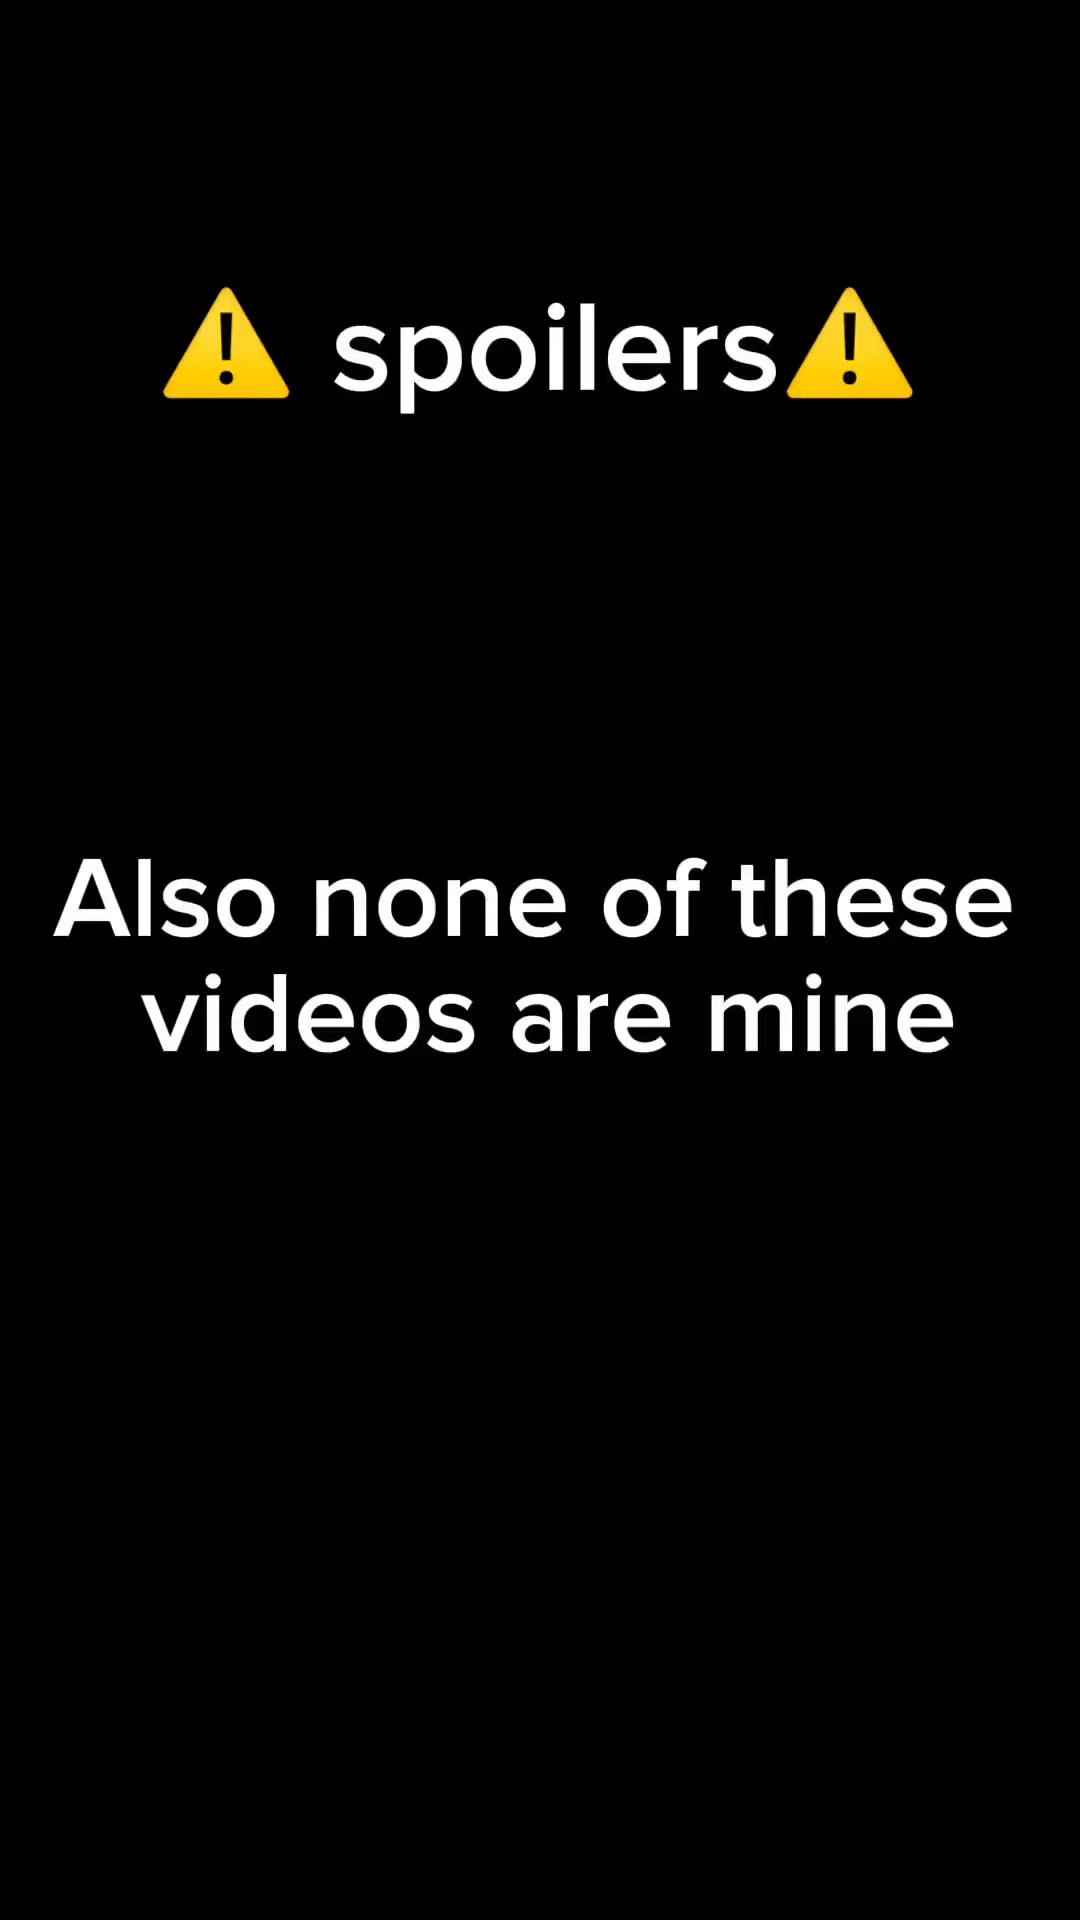 ⚠️ spoilers⚠️
Also none of these
videos are mine